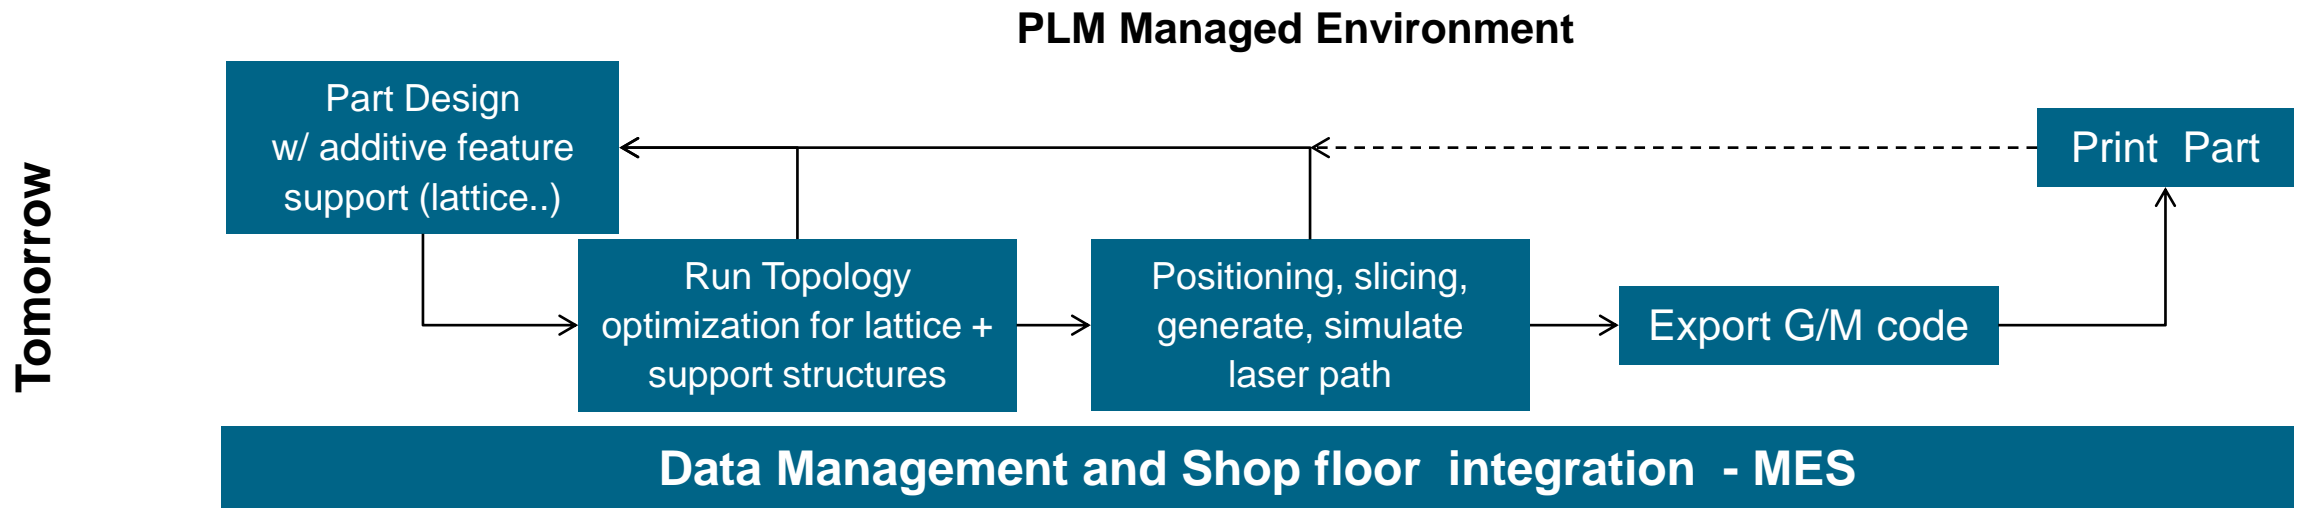 PLM Managed Environment
Tomorrow
Part Design
w/ additive feature
support (lattice..)
Run Topology
optimization for lattice +
support structures
Positioning, slicing,
generate, simulate
laser path
Export G/M code
Print Part
Data Management and Shop floor integration - MES